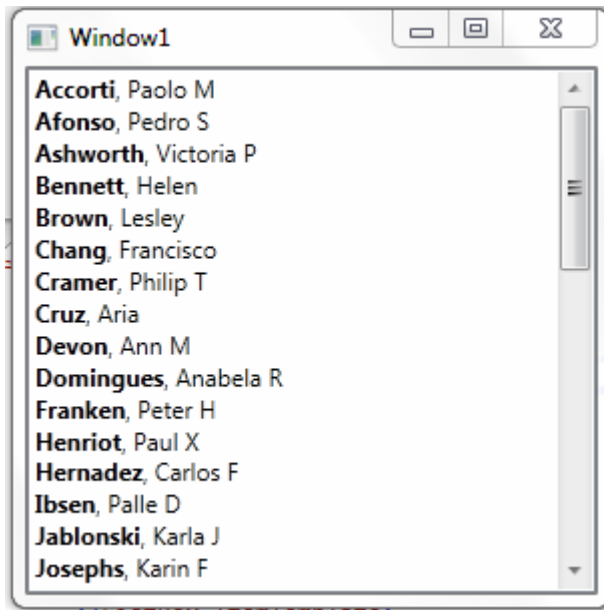 Window1
Accorti, Paolo M
Afonso, Pedro S
Ashworth, Victoria P
Bennett, Helen
Brown, Lesley
Chang, Francisco
Cramer, Philip T
Cruz, Aria
Devon, Ann M
Domingues, Anabela R
Franken, Peter H
Henriot, Paul X
Hernadez, Carlos F
Ibsen, Palle D
Jablonski, Karla J
Josephs, Karin F